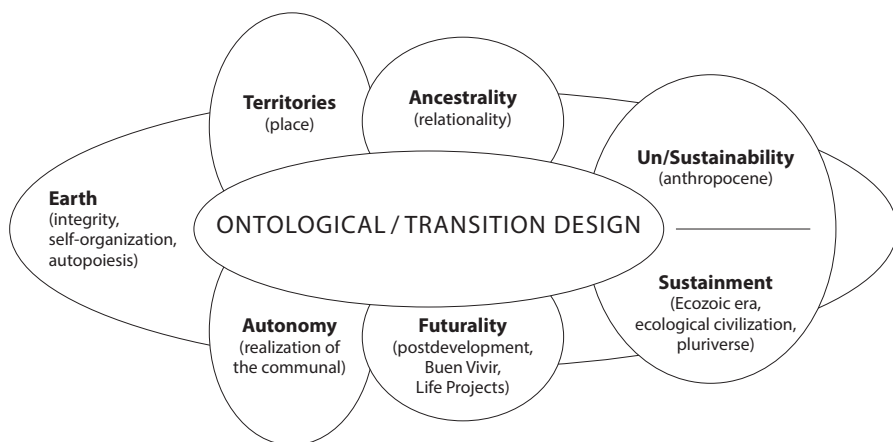 Territories
(place)
Ancestrality
(relationality)
Un/Sustainability
(anthropocene)
Earth
(integrity,
self-organization,
autopoiesis)
ONTOLOGICAL / TRANSITION DESIGN
Sustainment
(Ecozoic era,
ecological civilization,
pluriverse)
Autonomy
(realization of
the communal)
Futurality
(postdevelopment,
Buen Vivir,
Life Projects)